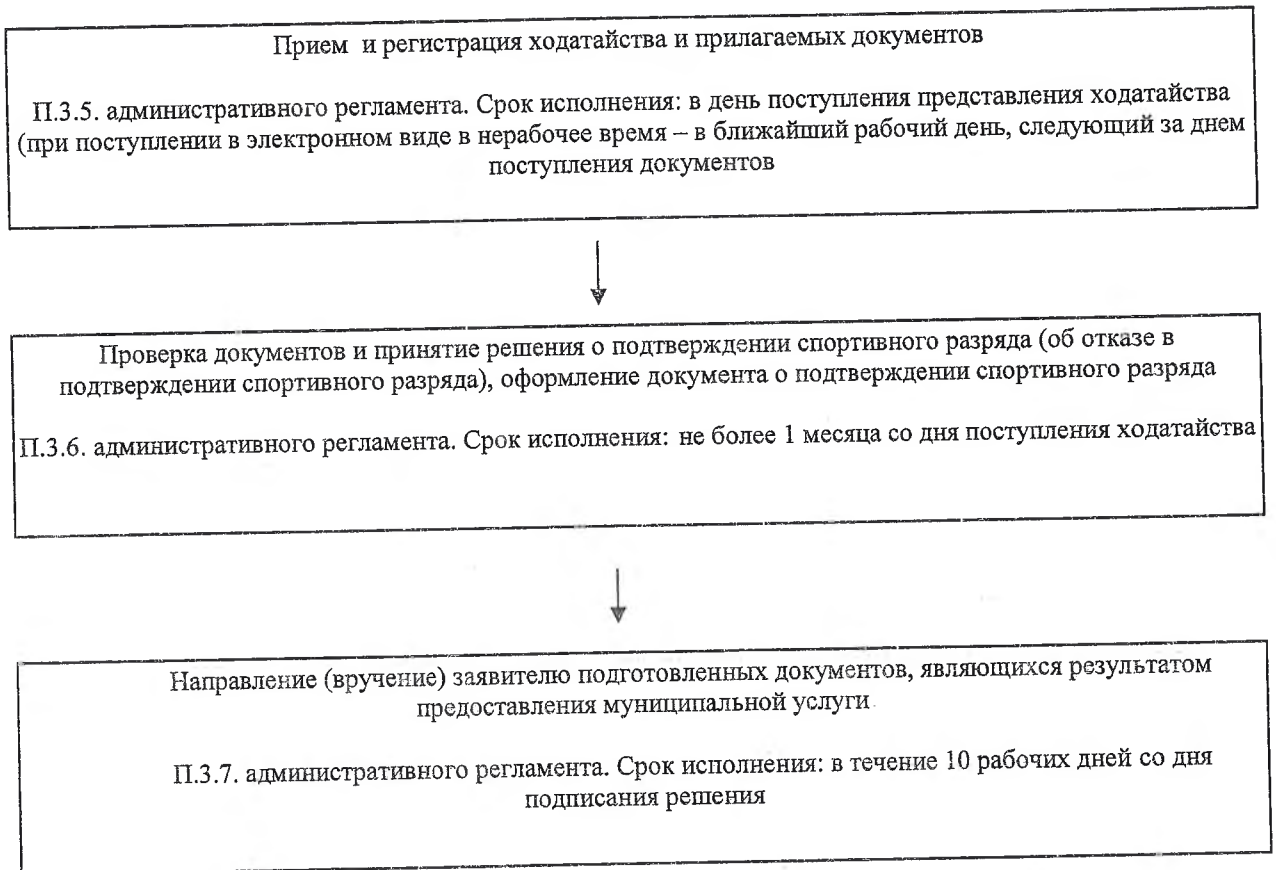 Прием и регистрация ходатайства и прилагаемых документов
П.3.5. административного регламента. Срок исполнения: в день поступления представления ходатайства
(при поступлении в электронном виде в нерабочее время – в ближайший рабочий день, следующий за днем
поступления документов
Проверка документов и принятие решения о подтверждении спортивного разряда (об отказе в
подтверждении спортивного разряда), оформление документа о подтверждении спортивного разряда
П.3.6. административного регламента. Срок исполнения: не более 1 месяца со дня поступления ходатайства
Направление (вручение) заявителю подготовленных документов, являющихся результатом
предоставления муниципальной услуги
П.3.7. административного регламента. Срок исполнения: в течение 10 рабочих дней со дня
подписания решения